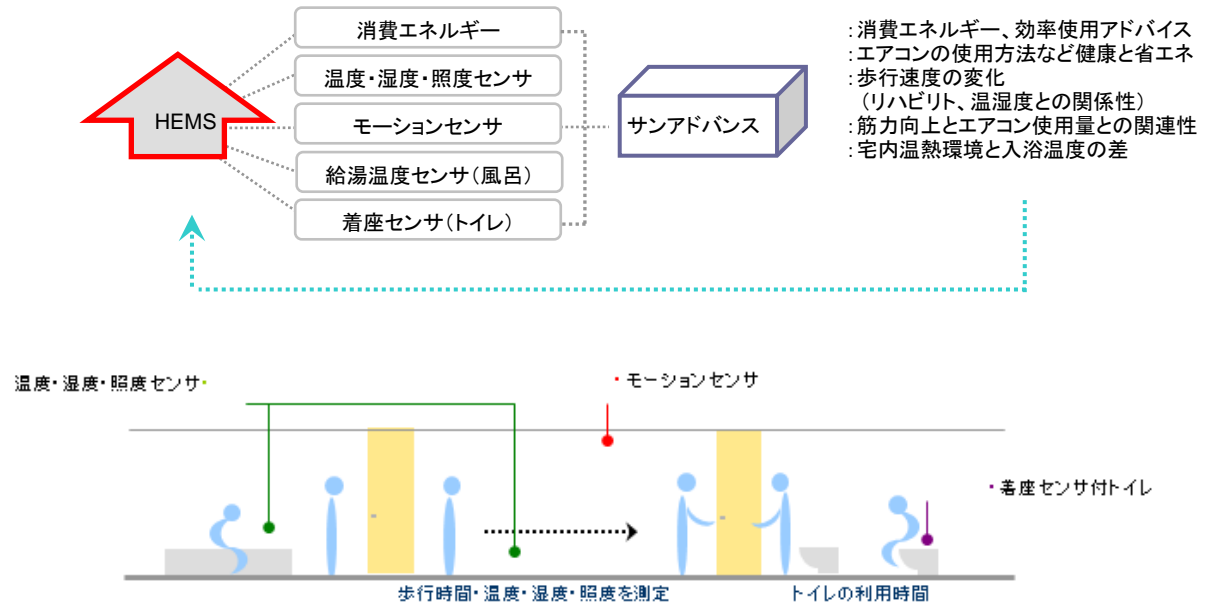 HEMS
消費エネルギー
温度・湿度・照度センサ
モーションセンサ
給湯温度センサ(風呂)
着座センサ(トイレ)
サンアドバンス
:消費エネルギー、効率使用アドバイス
:エアコンの使用方法など健康と省エネ
:歩行速度の変化
(リハビリト、温湿度との関係性)
:筋力向上とエアコン使用量との関連性
:宅内温熱環境と入浴温度の差
温度・湿度・照度センサ・
・モーションセンサ
・着座センサ付トイレ
歩行時間・温度・湿度・照度を測定
トイレの利用時間